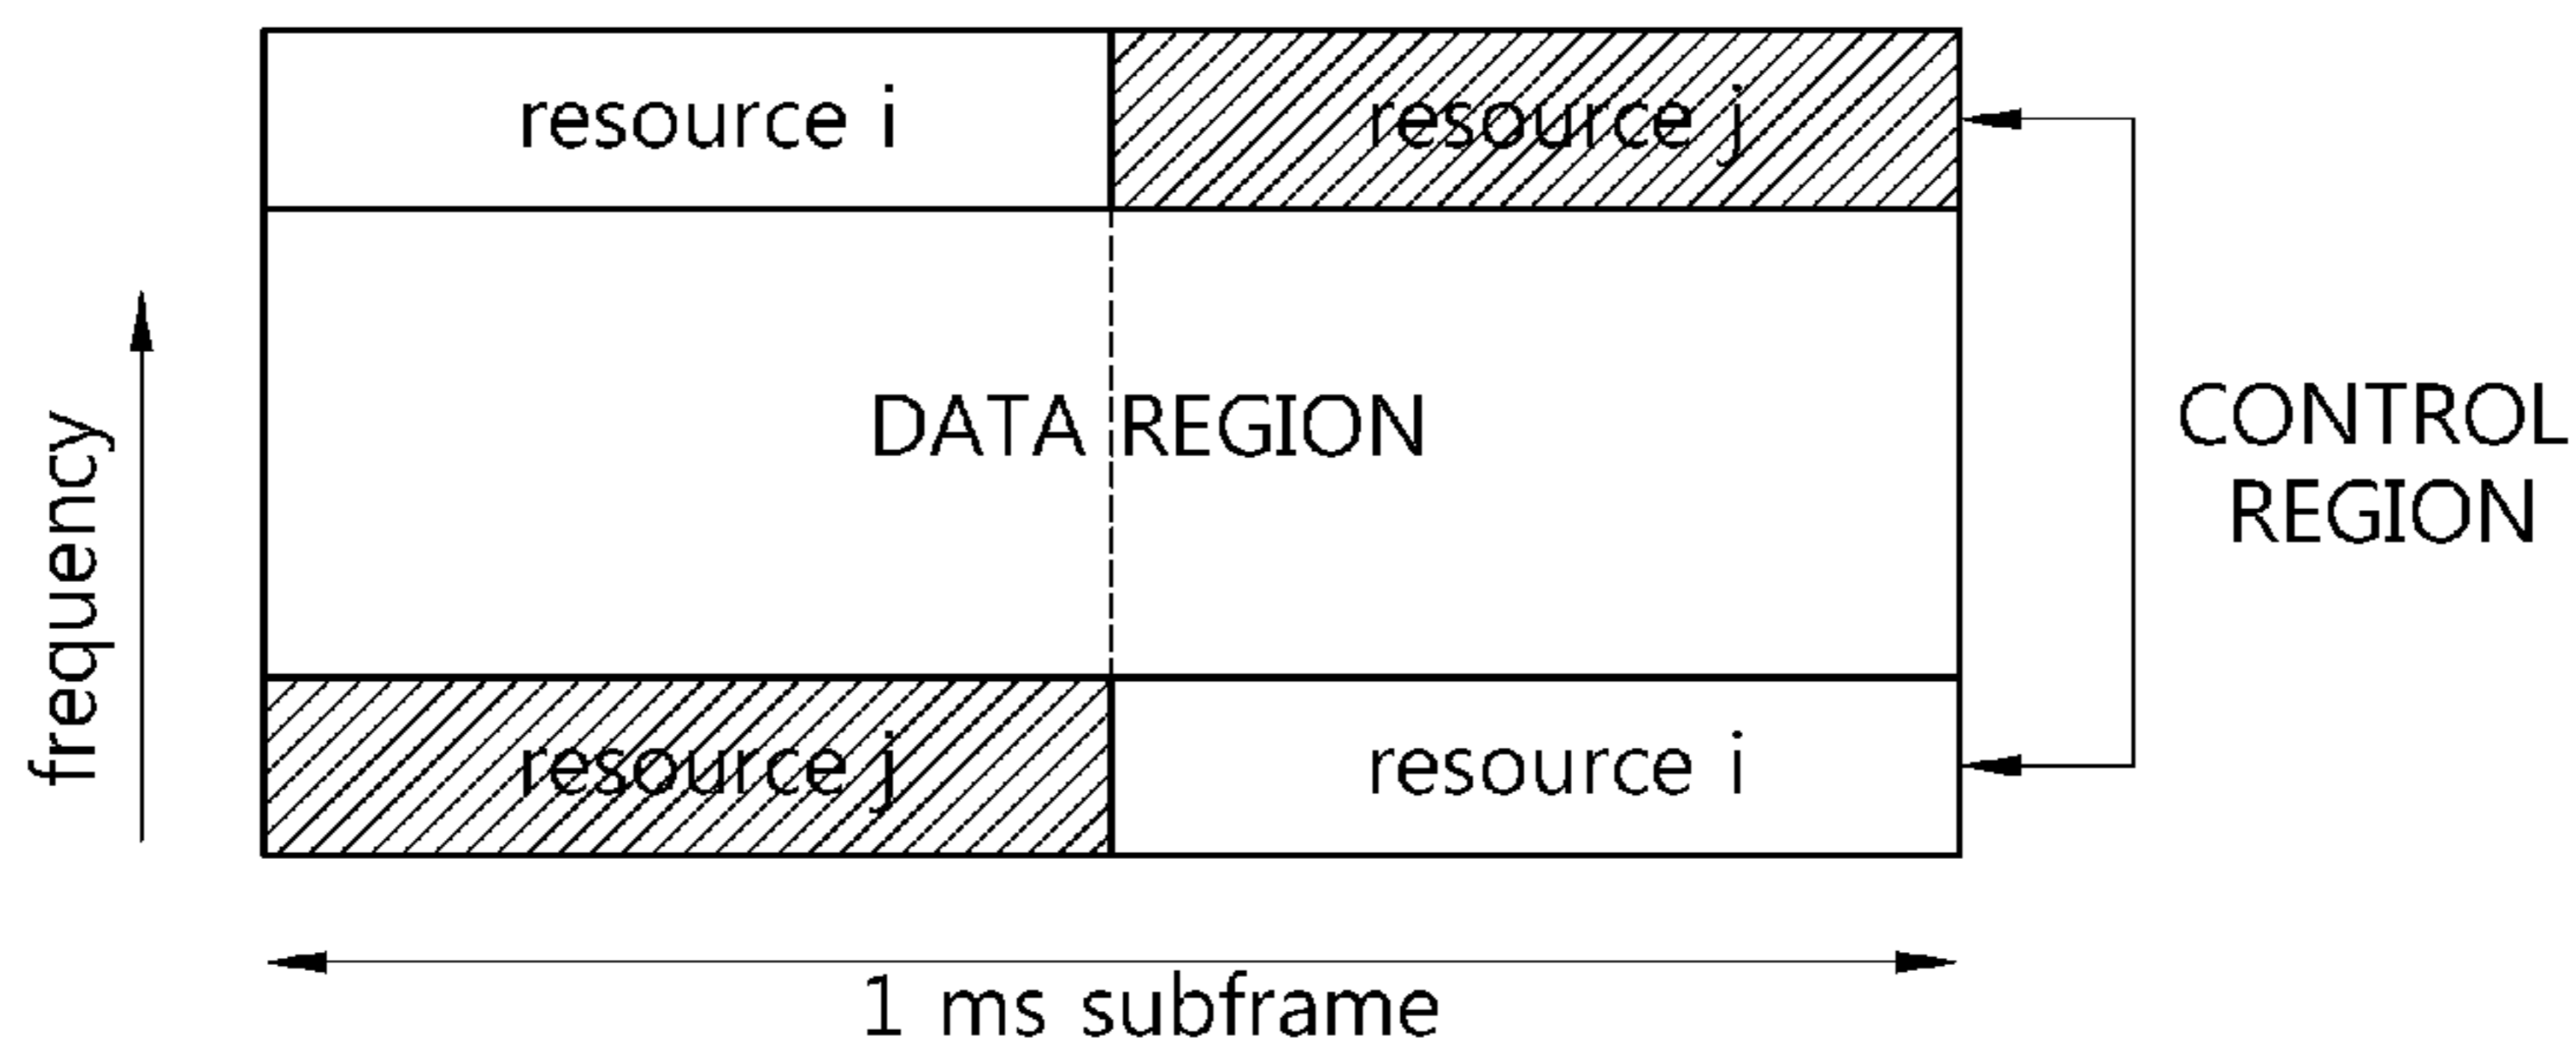 resource i
resource j
DATA REGION
CONTROL
REGION
frequency
resource j
resource i
1 ms subframe